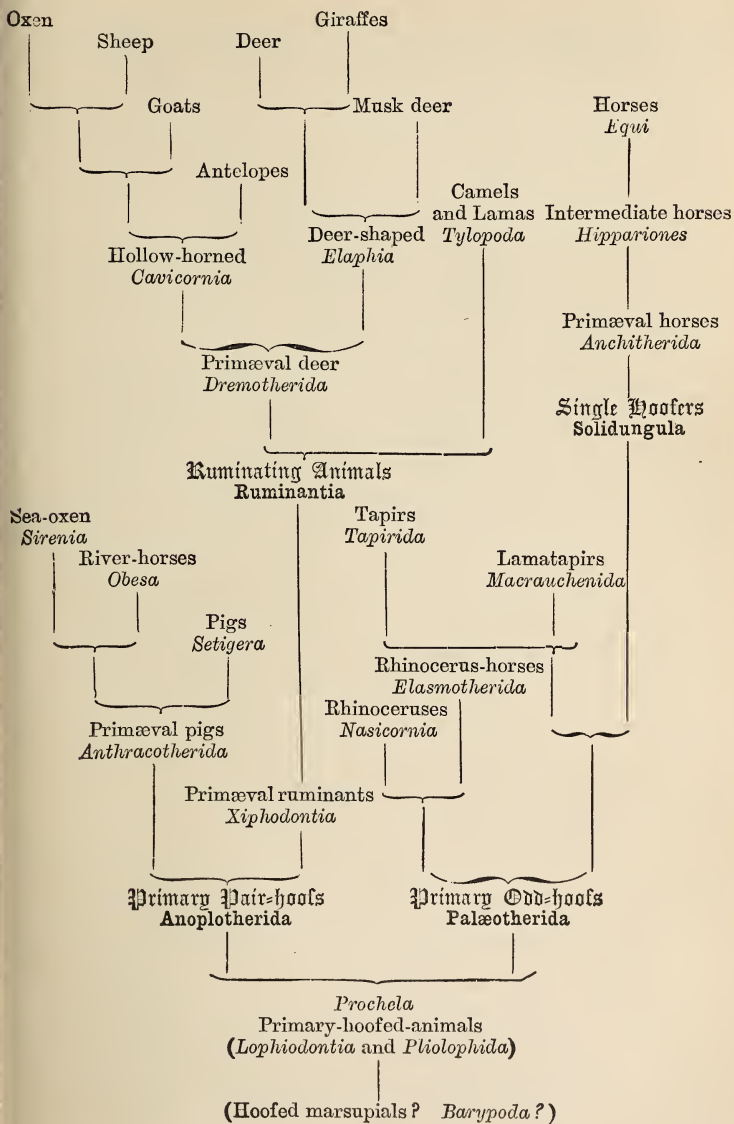 Oxen
Giraffes
Sheep
Deer
Goats
Musk deer
Horses
Equi
Antelopes
Camels
and Lamas
Tylopoda
Intermediate horses
Hippariones
Hollow-horned
Cavicornia
Deer-shaped
Elaphia
Primæval horses
Anchitherida
Primæval deer
Dremotherida
Single Hoofers
Solidungula
Ruminating Animals
Ruminantia
Sea-oxen
Sirenia
River-horses
Obesa
Tapirs
Tapirida
Lamatapirs
Macrauchenida
Pigs
Setigera
Rhinocerus-horses
Elasmotherida
Rhinoceruses
Nasicornia
Primæval pigs
Anthracotherida
Primæval ruminants
Xiphodontia
Primary Pair-hoofs
Anoplotherida
Primary Odd-hoofs
Palæotherida
Prochela
Primary-hoofed-animals
(Lophiodontia and Pliolophida)
(Hoofed marsupials? Barypoda?)